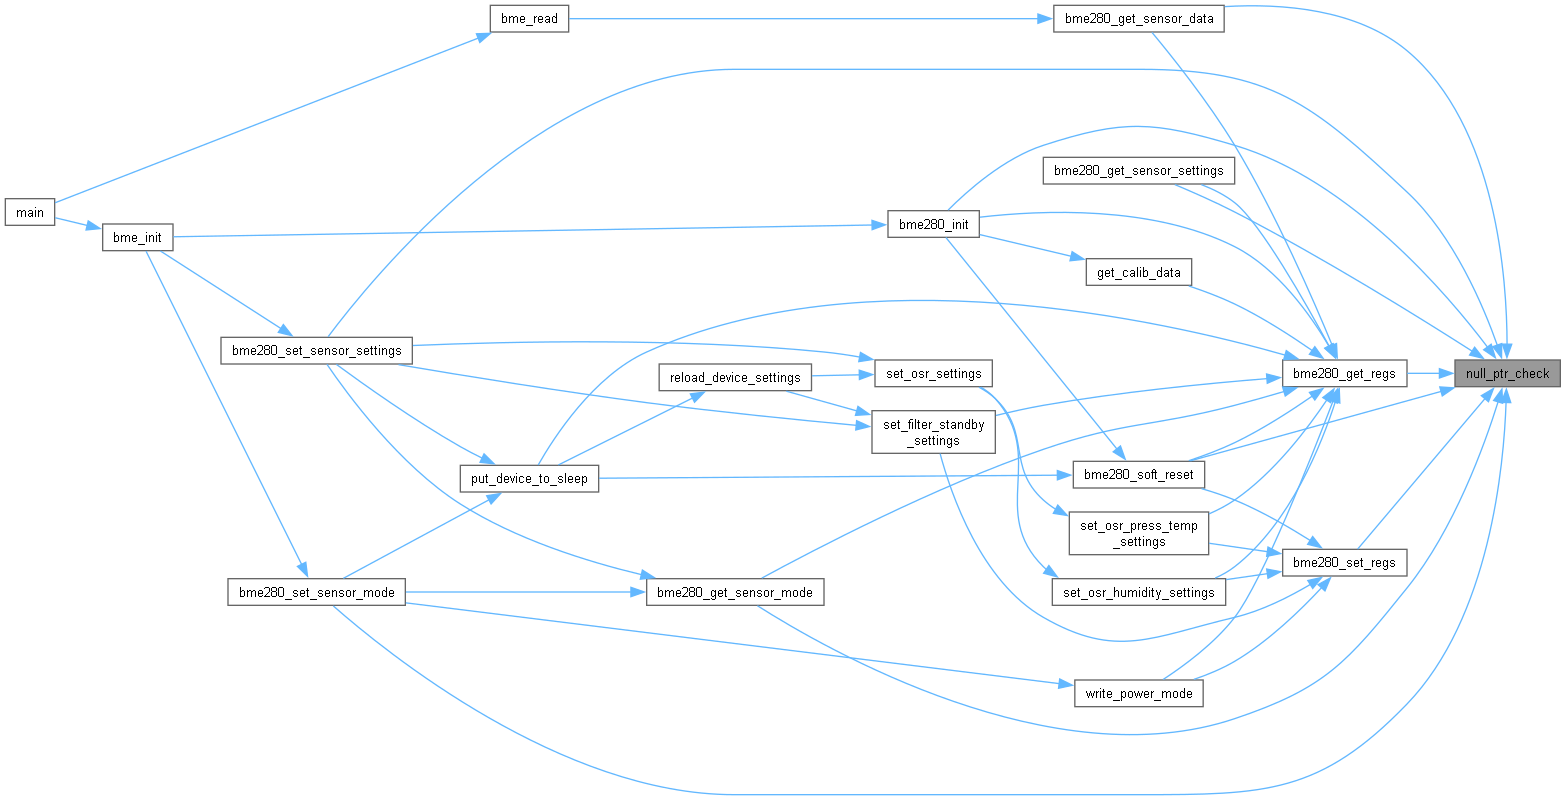 bme_read
bme280_get_sensor_data
bme280_get_sensor_settings
main
bme_init
bme280_init
get_calib_data
bme280_set_sensor_settings
set_osr_settings
reload_device_settings
bme280_get_regs
null_ptr_check
set_filter_standby
_settings
put_device_to_sleep
bme280_soft_reset
set_osr_press_temp
_settings
bme280_set_regs
bme280_set_sensor_mode
bme280_get_sensor_mode
set_osr_humidity_settings
write_power_mode